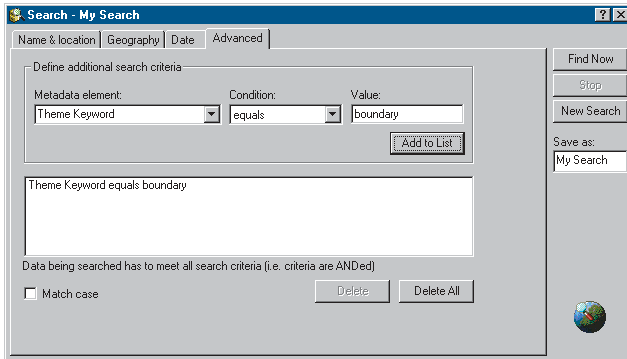 Search - My Search
Name & location Geography Date Advanced
Define additional search criteria
Metadata element: Condition: Value:
Theme Keyword equals boundary
Add to List
Theme Keyword equals boundary
Data being searched has to meet all search criteria (i.e. criteria are ANDed)
Match case
Delete Delete All
Find Now
Stop
New Search
Save as:
My Search